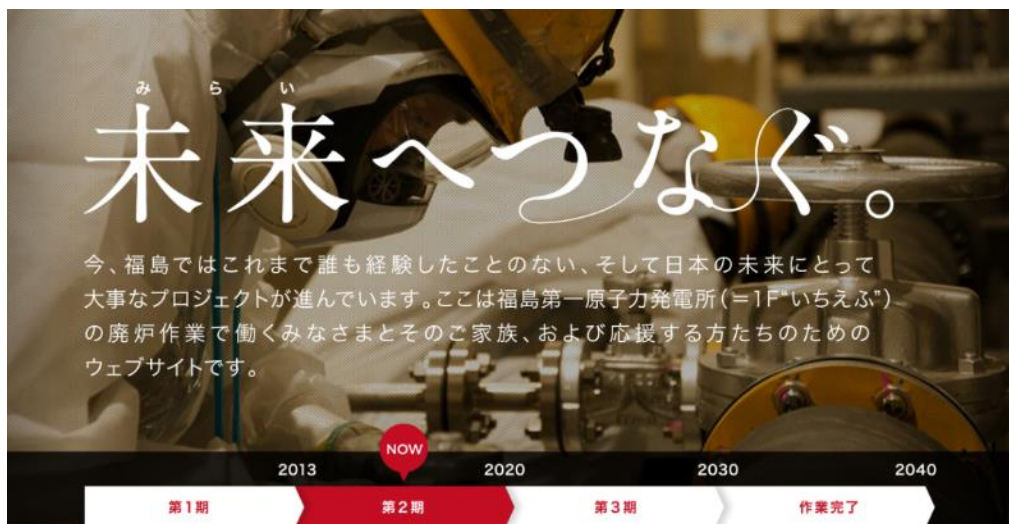 みらい
未来へつなぐ。
今、福島ではこれまで誰も経験したことのない、そして日本の未来にとって
大事なプロジェクトが進んでいます。ここは福島第一原子力発電所(=1F“いちえふ”)
の廃炉作業で働くみなさまとそのご家族、および応援する方たちのための
ウェブサイトです。
NOW
2013 2020 2030 2040
第1期 第2期 第3期 作業完了